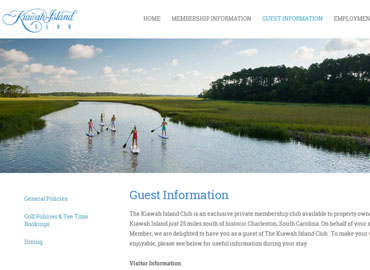 Kiawah Island
CLUB
HOME MEMBERSHIP INFORMATION GUEST INFORMATION EMPLOYMEN
General Policies
Golf Policies & Tee Time
Bookings
Dining
Guest Information
The Kiawah Island Club is an exclusive private membership club available to property owne
Kiawah Island just 25 miles south of historic Charleston, South Carolina. On behalf of your s
Member, we are delighted to have you as a guest of The Kiawah Island Club. To make your
enjoyable, please see below for useful information during your stay.
Visitor Information